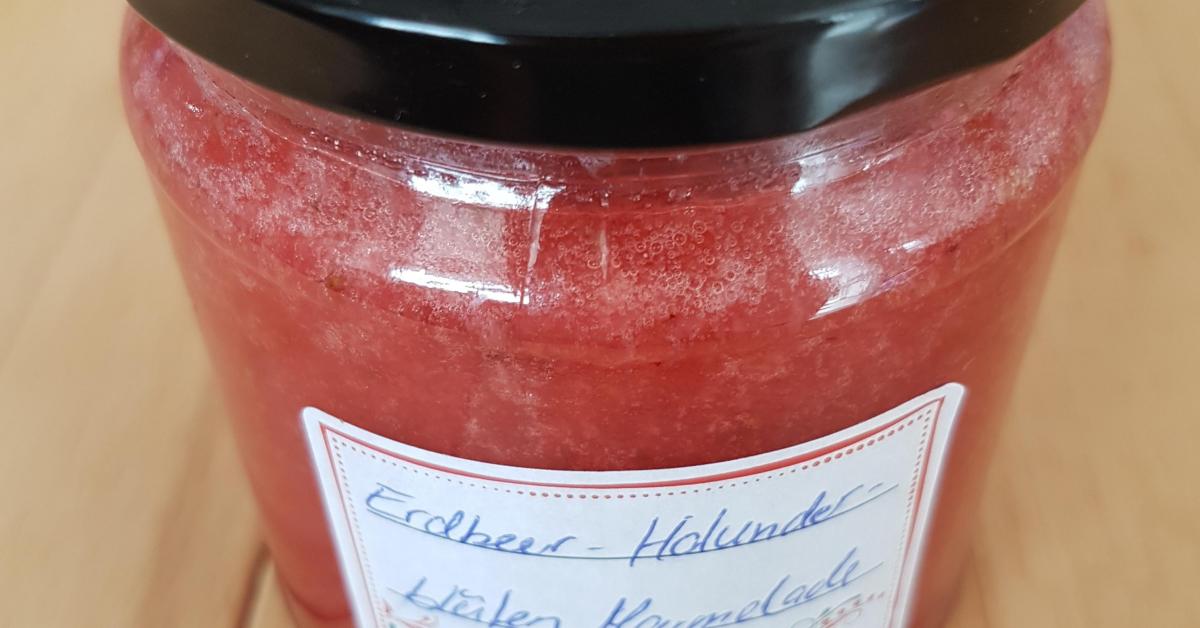 Erdbeer- Holunder-
blüten Marmelade